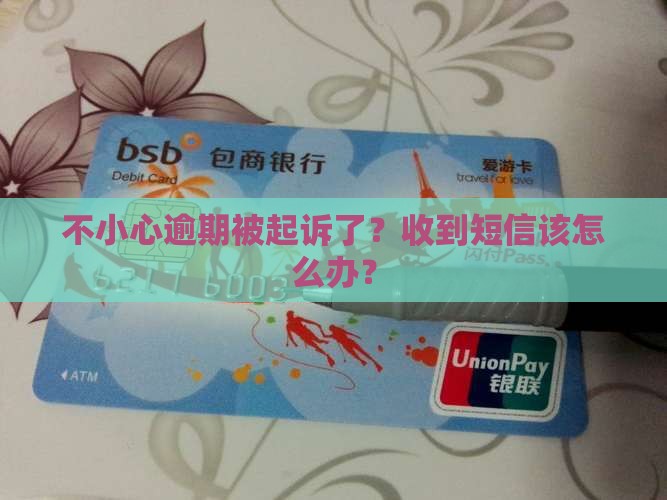 bsb 包商银行
Debit Card
爱游卡
travel for love
不小心逾期被起诉了？收到短信该怎
么办？
闪付Pass
6217 6003
ATM
UnionPay
银联